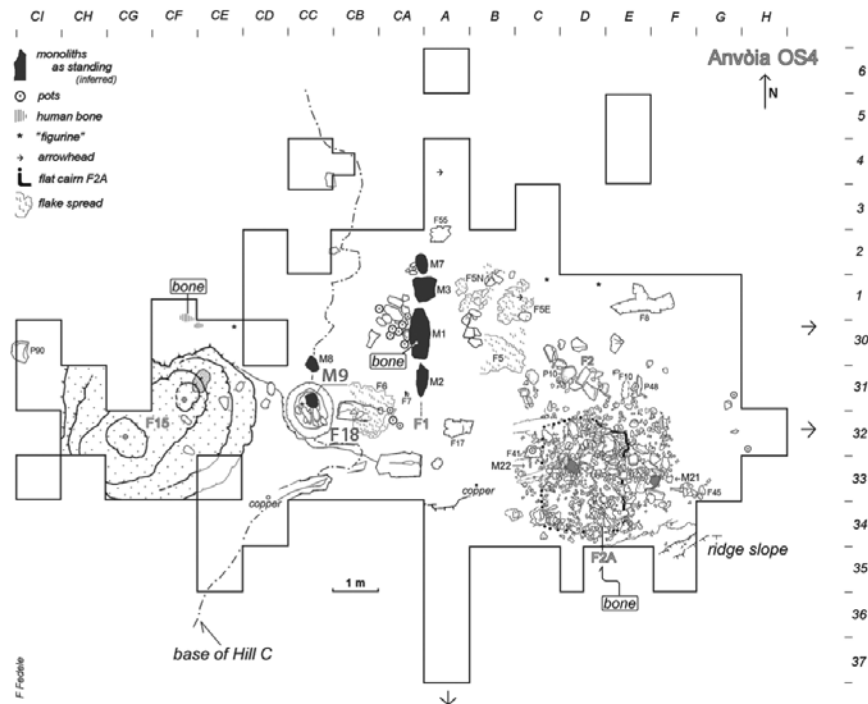 CI CH CG CF CE CD CC CB CA A B C D E F G H
monoliths
as standing
(inferred)
pots
human bone
"figurine"
arrowhead
flat cairn F2A
flake spread
Anvòia OS4
N
6
5
4
3
2
1
30
31
32
33
34
35
36
37
F55
M7
M3
M1
bone
M2
F1
F5N
F5E
F5
F8
bone
P90
M8
M9
F6
F7
F18
F15
F17
P10
F2
F10
P48
F41
M22
M21
F45
copper
copper
ridge slope
F2A
bone
1 m
base of Hill C
F Fedele